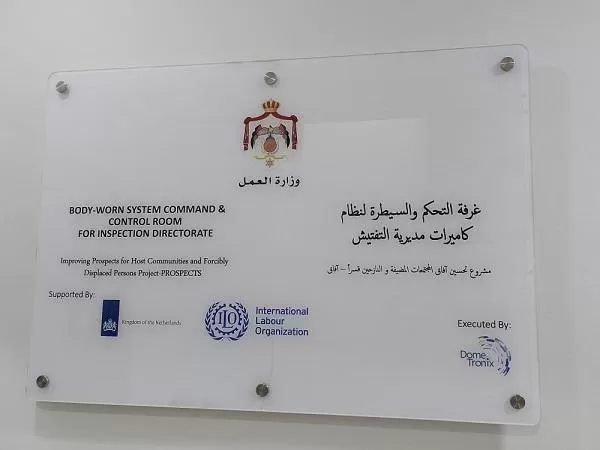 وزارة العمل
BODY-WORN SYSTEM COMMAND &
CONTROL ROOM
FOR INSPECTION DIRECTORATE
Improving Prospects for Host Communities and Forcibly
Displaced Persons Project-PROSPECTS
غرفة التحكم والسيطرة لنظام
كاميرات مديرية التفتيش
مشروع تحسين آفاق المجتمعات المضيفة و النازحين قسراً – آفاق
Supported By:
Kingdom of the Netherlands
ILO
International
Labour
Organization
Executed By:
Dome
Tronix